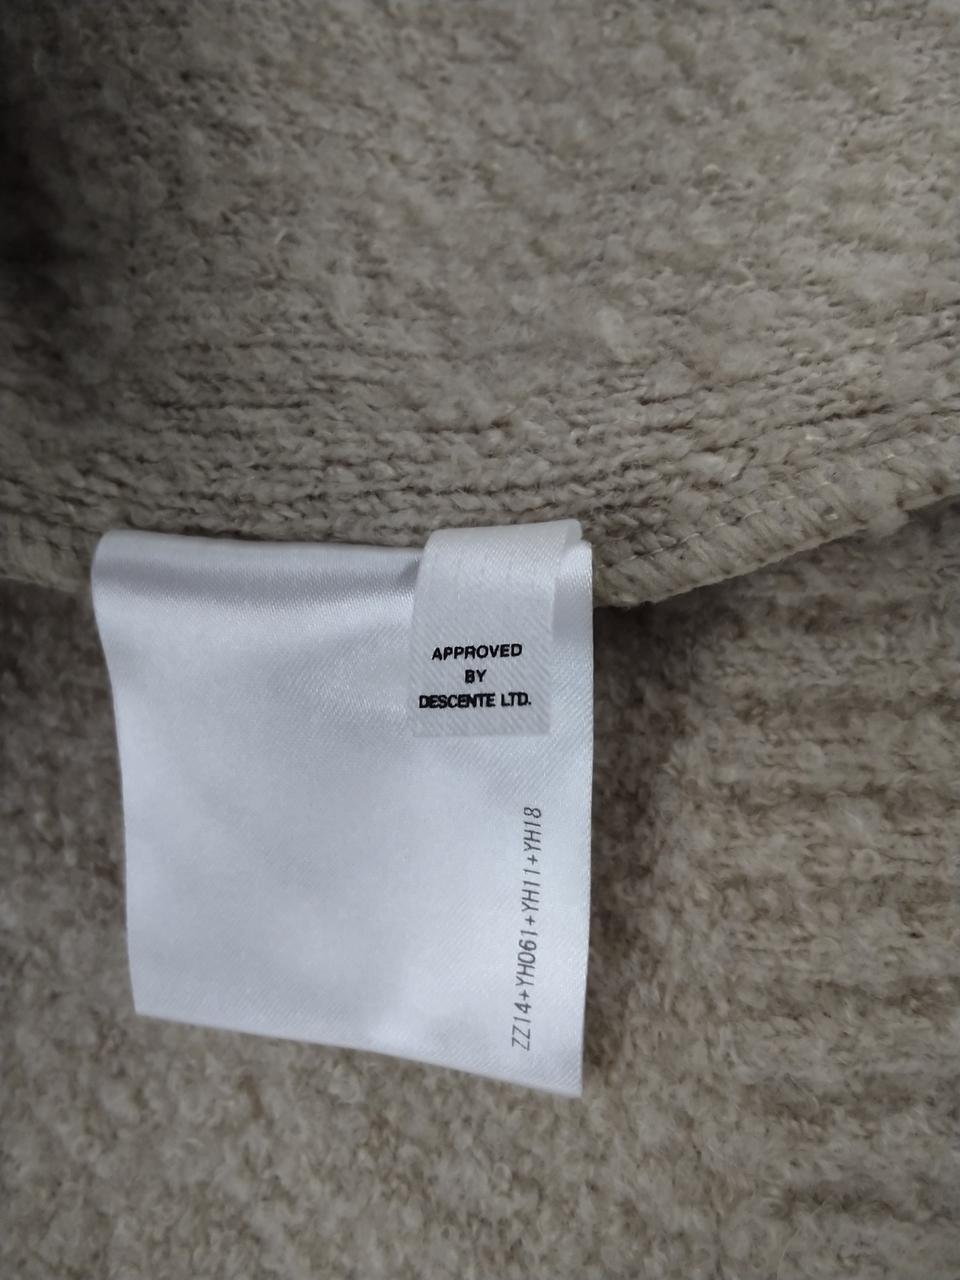 APPROVED
BY
DESCENTE LTD.
ZZ14+YH061+YH11+YH18